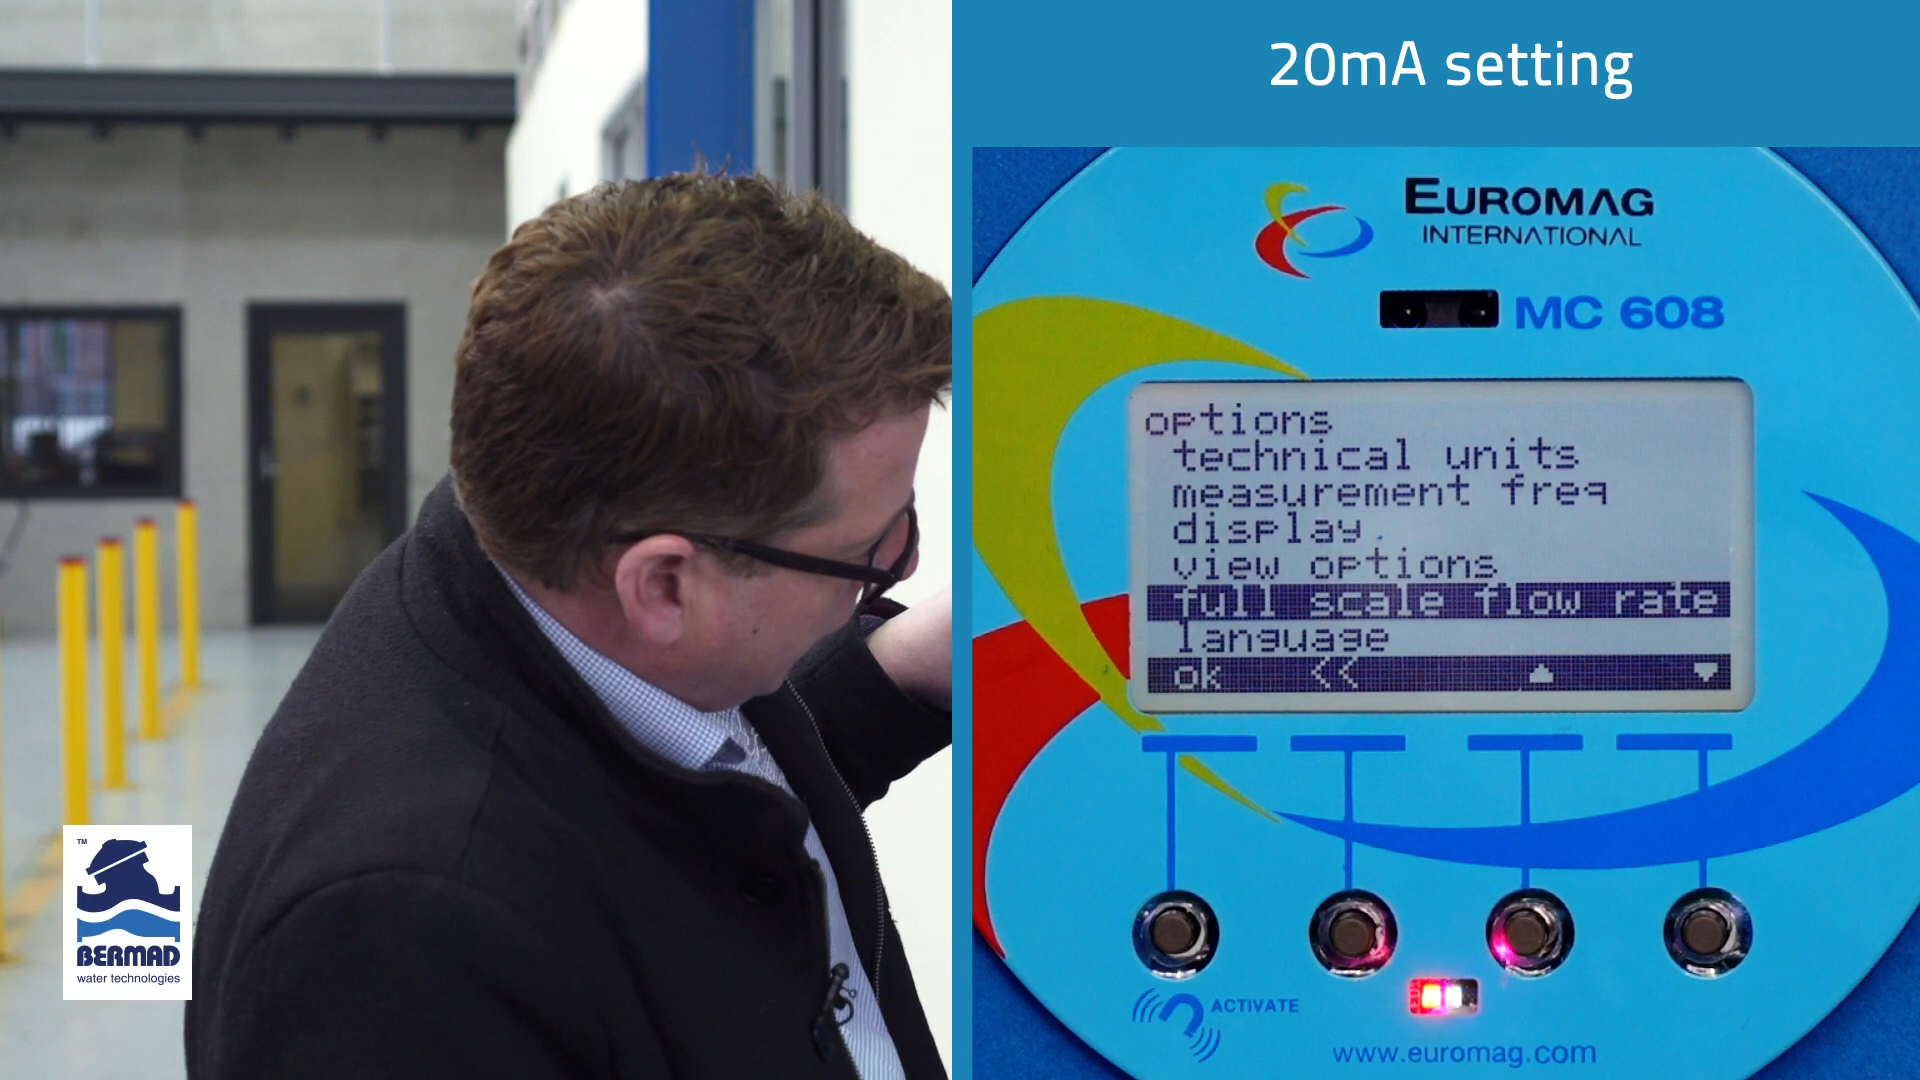 20mA setting
EUROMAG
INTERNATIONAL
MC 608
options
technical units
measurement freq
display
view options
full scale flow rate
language
ok <<
ACTIVATE
www.euromag.com
TM
BERMAD
water technologies